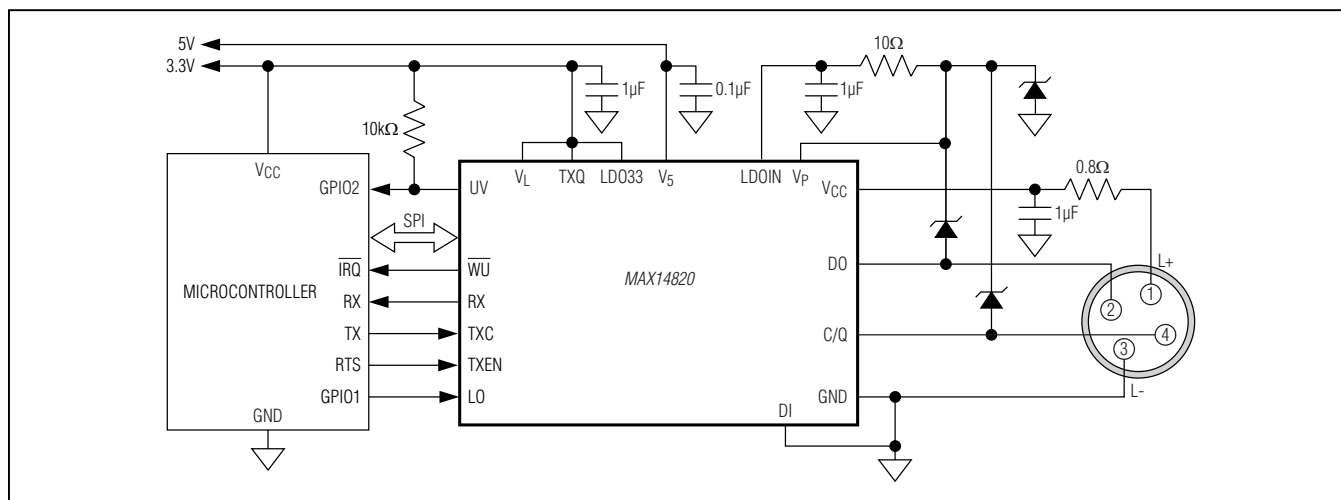 5V
3.3V
10Ω
1µF
0.1µF
1µF
10kΩ
VCC
VL
TXQ
LDO33
V5
LDOIN
VP
GPIO2
UV
VCC
0.8Ω
1µF
SPI
IRQ
WU
DO
L+
MICROCONTROLLER
MAX14820
1
2
RX
RX
TX
TXC
C/Q
4
3
RTS
TXEN
GPIO1
LO
GND
L-
GND
DI